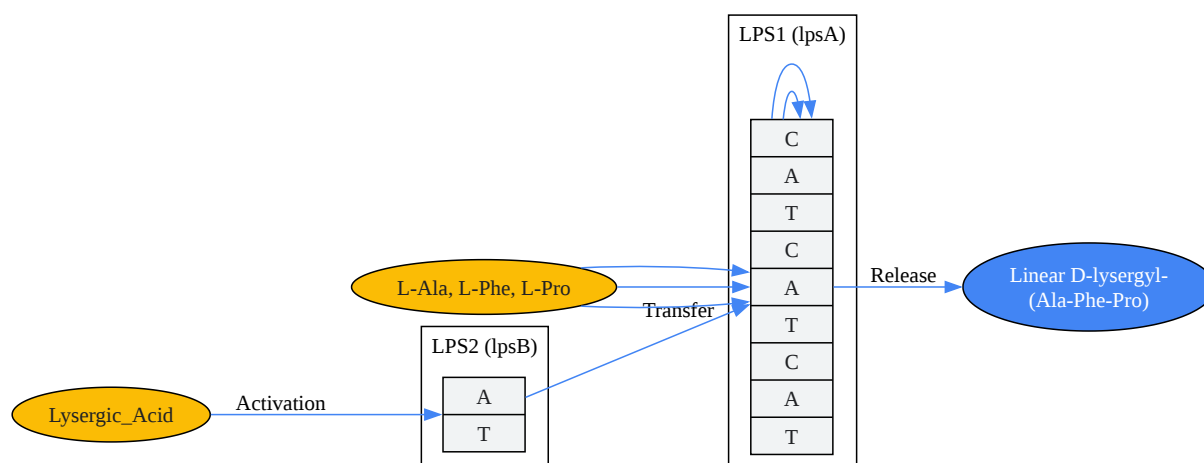 LPS1 (lpsA)
C
A
T
C
A
T
C
A
T
L-Ala, L-Phe, L-Pro
Transfer
Release
Linear D-lysergyl-
(Ala-Phe-Pro)
LPS2 (lpsB)
A
T
Lysergic_Acid
Activation